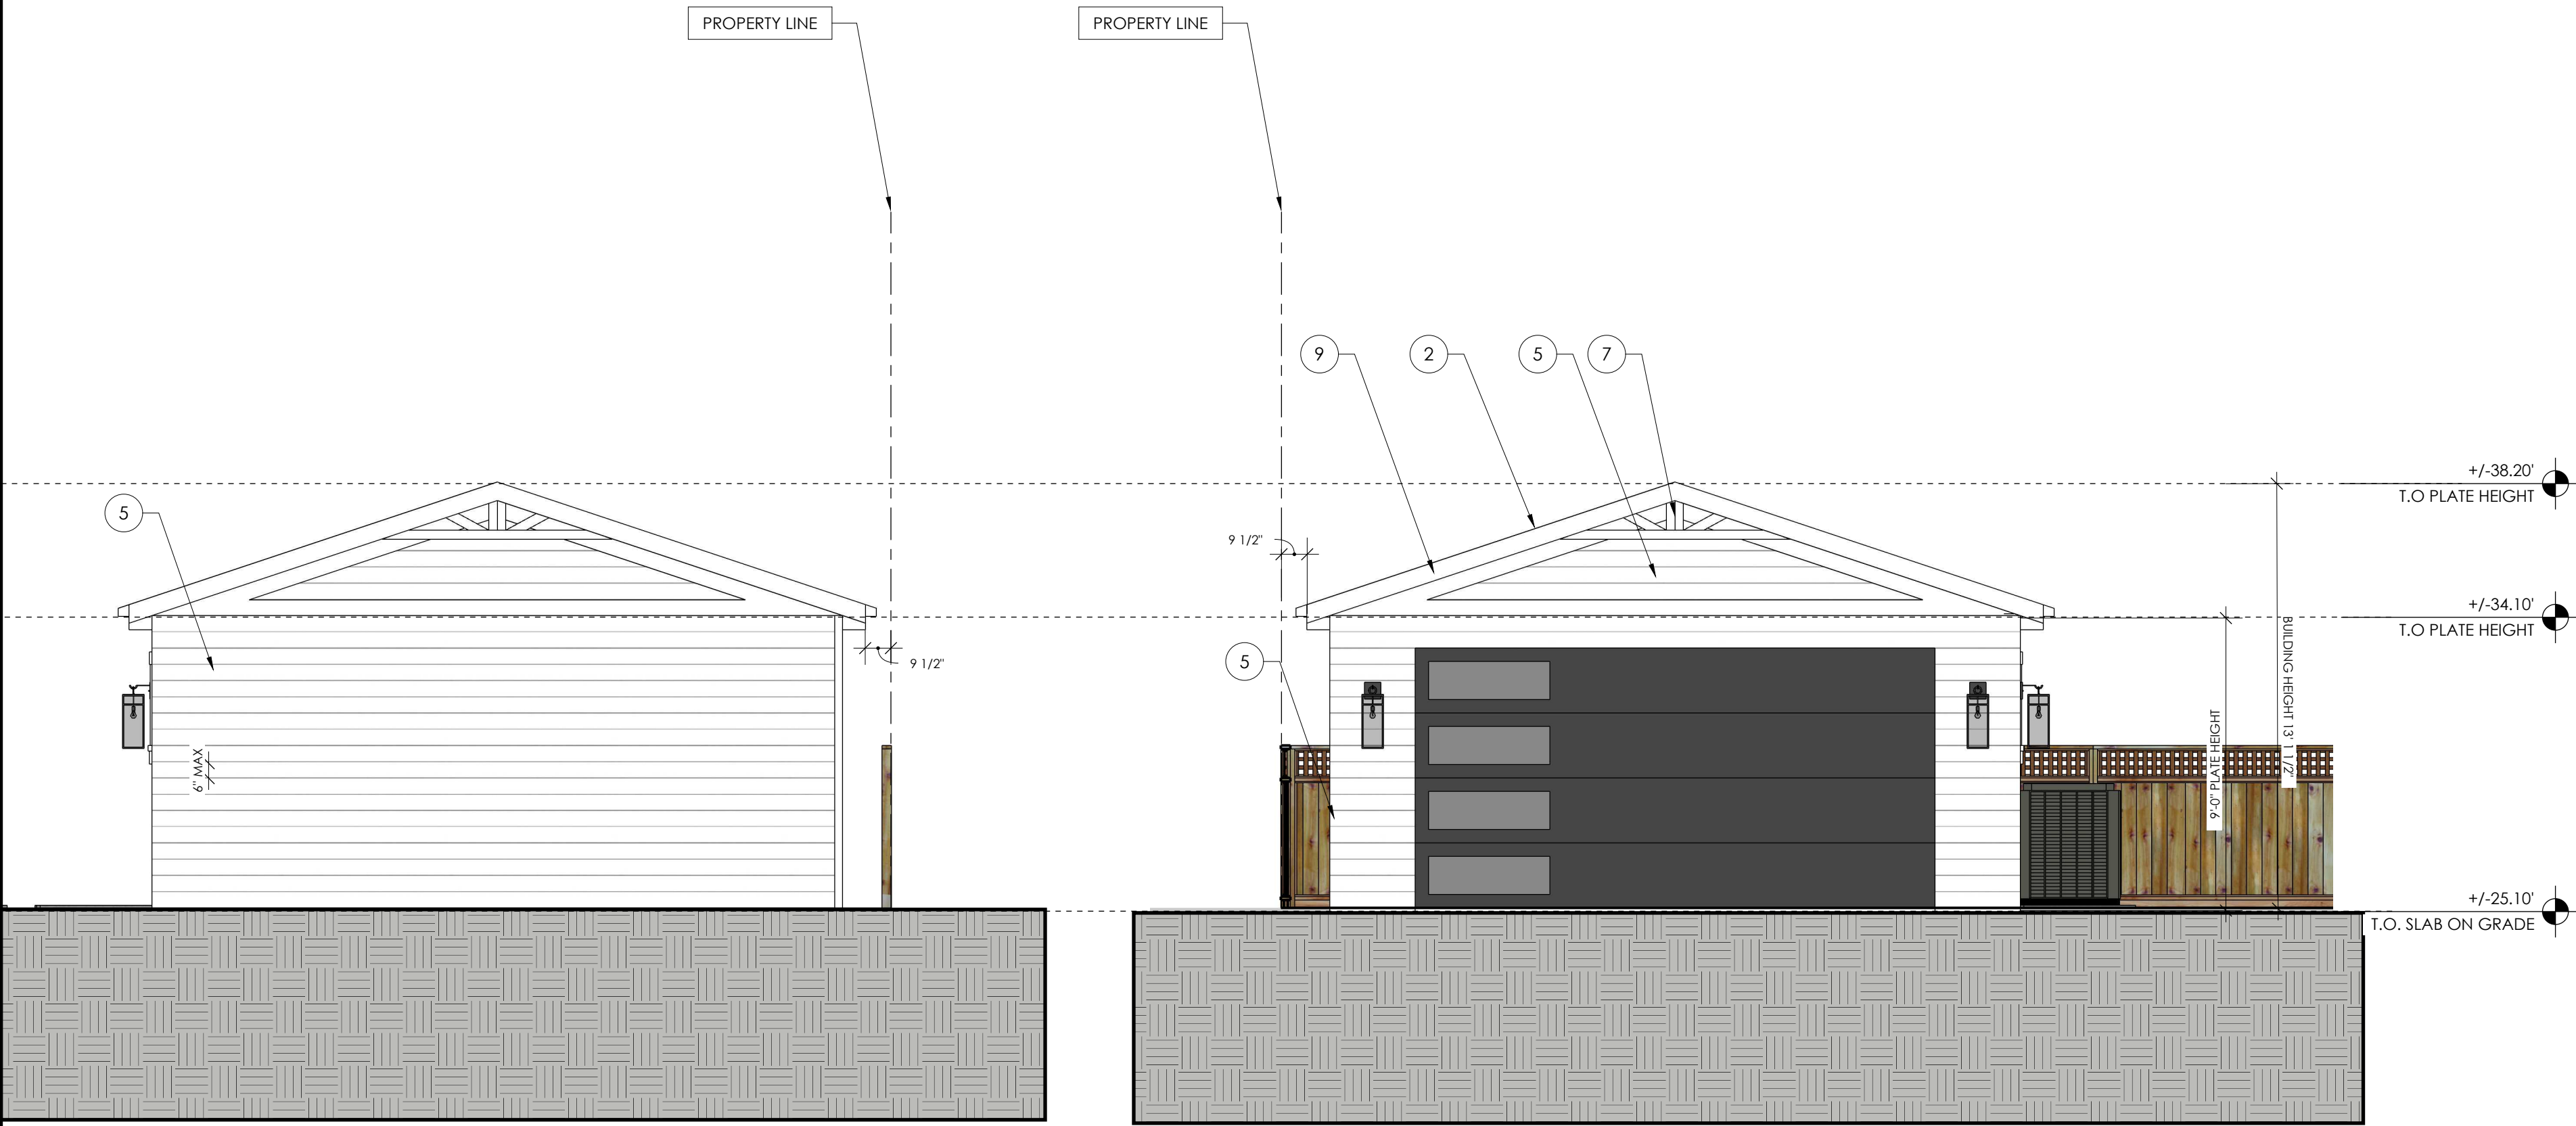 PROPERTY LINE
PROPERTY LINE
9
2
5
7
+/-38.20'
T.O PLATE HEIGHT
5
9 1/2"
+/-34.10'
T.O PLATE HEIGHT
9 1/2"
5
6" MAX
9'-0" PLATE HEIGHT
BUILDING HEIGHT 13' 1 1/2"
+/-25.10'
T.O. SLAB ON GRADE